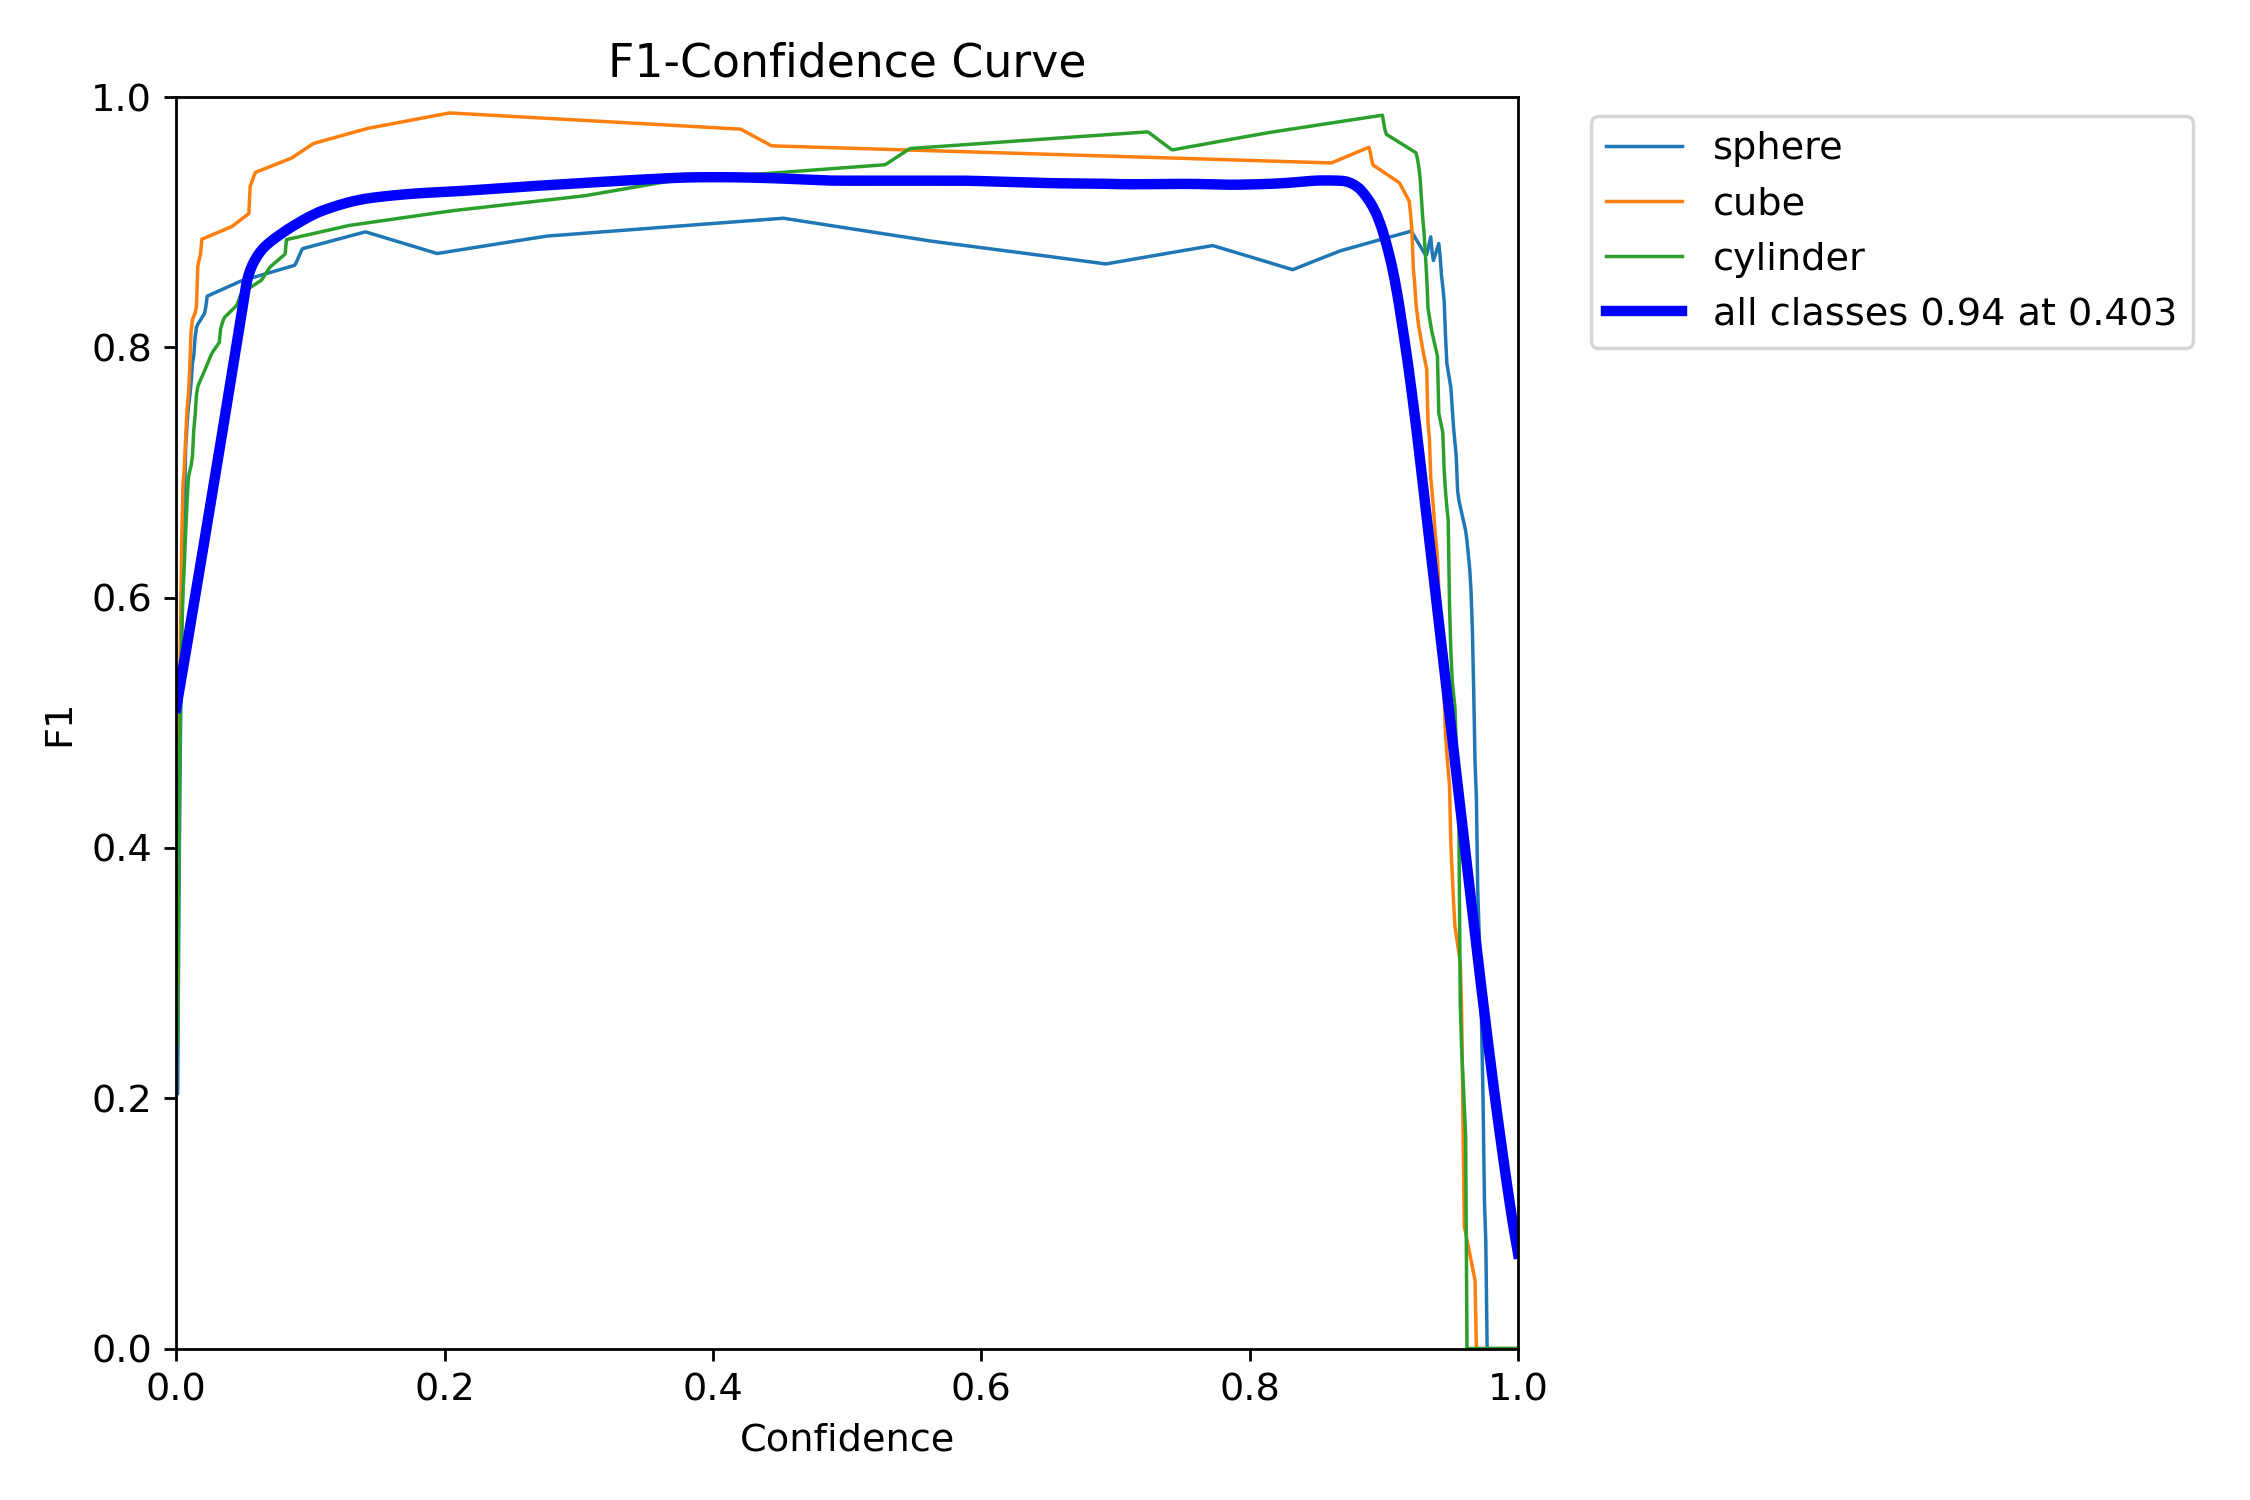 F1-Confidence Curve
1.0
0.8
0.6
0.4
0.2
0.0
F1
0.0 0.2 0.4 0.6 0.8 1.0
Confidence
sphere
cube
cylinder
all classes 0.94 at 0.403